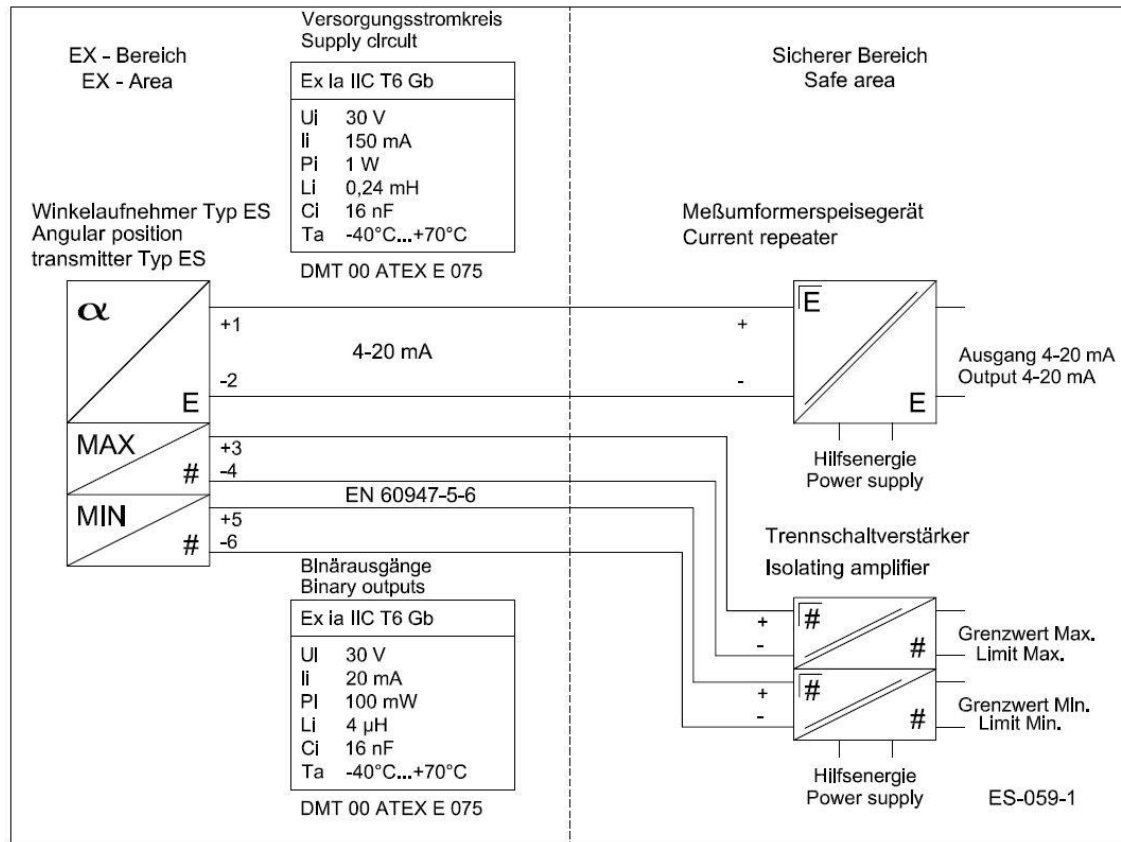 EX - Bereich
EX - Area
Versorgungsstromkreis
Supply cIrcuIt
Ex Ia IIC T6 Gb
UI 30 V
Ii 150 mA
Pi 1 W
Li 0,24 mH
Ci 16 nF
Ta -40°C...+70°C
DMT 00 ATEX E 075
Sicherer Bereich
Safe area
Winkelaufnehmer Typ ES
Angular position
transmitter Typ ES
α
E
+1
-2
4-20 mA
Meßumformerspeisegerät
Current repeater
+
-
E
E
Ausgang 4-20 mA
Output 4-20 mA
Hilfsenergie
Power supply
MAX
#
+3
-4
MIN
#
+5
-6
EN 60947-5-6
BInärausgänge
Binary outputs
Ex ia IIC T6 Gb
UI 30 V
Ii 20 mA
PI 100 mW
Li 4 µH
Ci 16 nF
Ta -40°C...+70°C
DMT 00 ATEX E 075
Trennschaltverstärker
Isolating amplifier
+
-
#
#
Grenzwert Max.
Limit Max.
+
-
#
#
Grenzwert MIn.
Limit Min.
Hilfsenergie
Power supply
ES-059-1